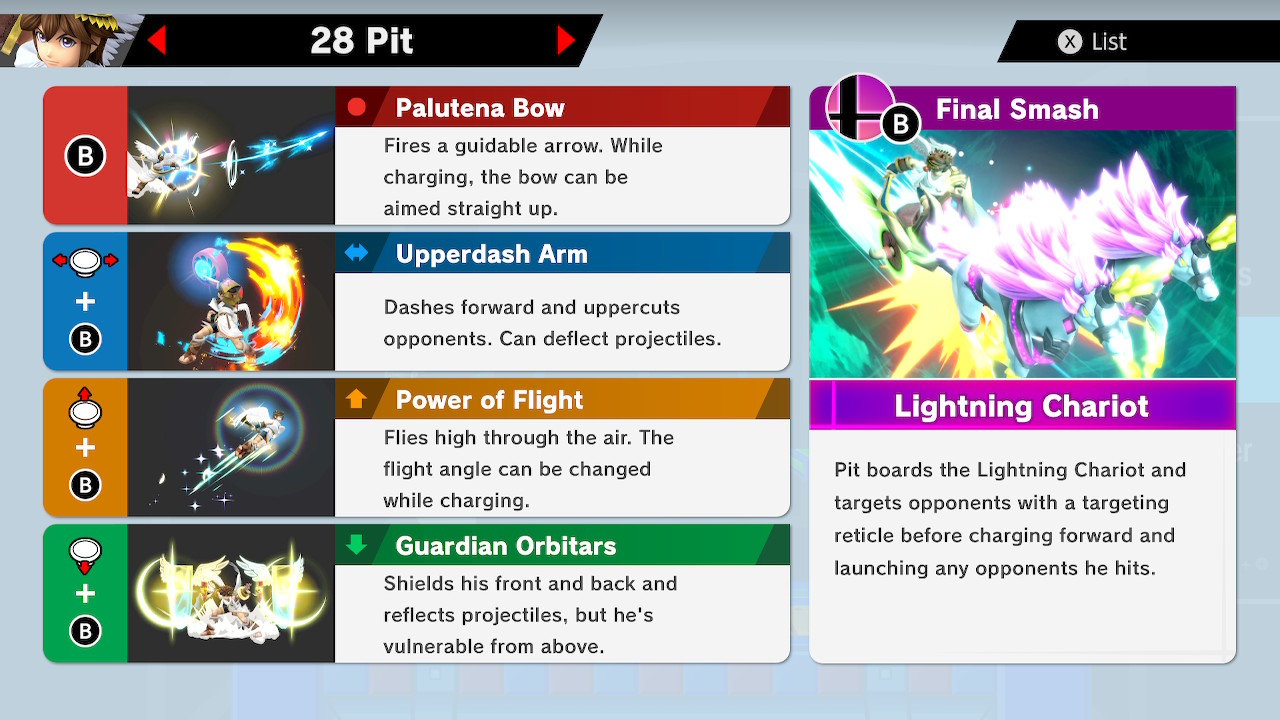 28 Pit
X List
B
Palutena Bow
Fires a guidable arrow. While
charging, the bow can be
aimed straight up.
+
B
Upperdash Arm
Dashes forward and uppercuts
opponents. Can deflect projectiles.
+
B
Power of Flight
Flies high through the air. The
flight angle can be changed
while charging.
+
B
Guardian Orbitars
Shields his front and back and
reflects projectiles, but he's
vulnerable from above.
B
Final Smash
Lightning Chariot
Pit boards the Lightning Chariot and
targets opponents with a targeting
reticle before charging forward and
launching any opponents he hits.